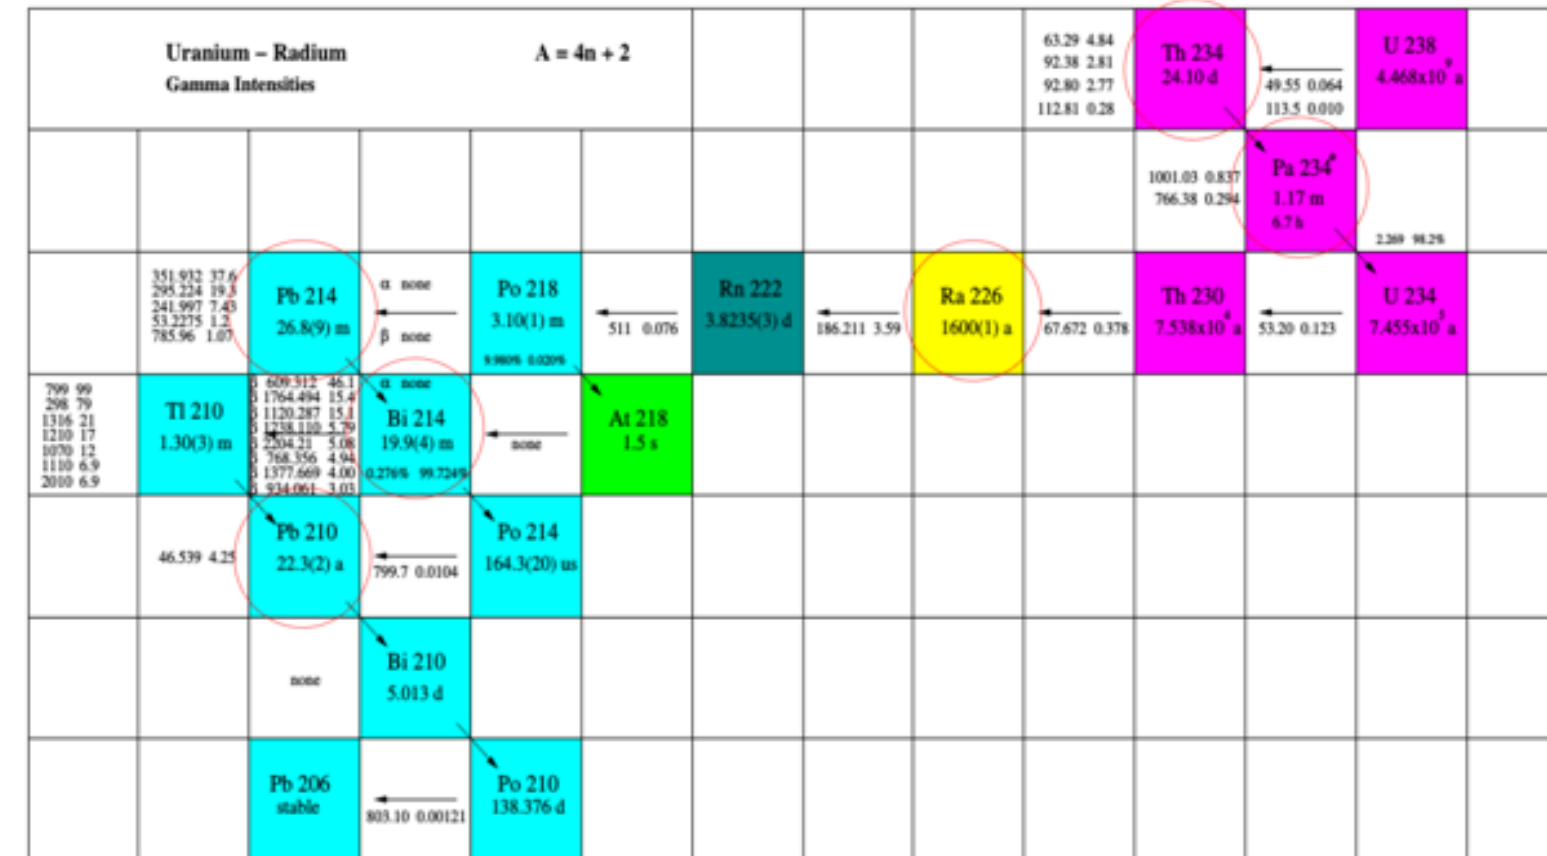 Uranium – Radium
A = 4n + 2
Gamma Intensities
63.29 4.84
92.38 2.81
92.80 2.77
112.81 0.28
Th 234
24.10 d
49.55 0.064
113.5 0.010
U 238
4.468x10⁹ a
1001.03 0.837
766.38 0.294
Pa 234
1.17 m
6.7 h
2.269 98.2%
351.932 37.6
295.224 19.3
241.997 7.43
53.2275 1.2
785.96 1.07
Pb 214
26.8(9) m
α none
β none
Po 218
3.10(1) m
9.980% 0.020%
511 0.076
Rn 222
3.8235(3) d
186.211 3.59
Ra 226
1600(1) a
67.672 0.378
Th 230
7.538x10⁴ a
53.20 0.123
U 234
7.455x10⁵ a
799 99
298 79
1316 21
1210 17
1070 12
1110 6.9
2010 6.9
Tl 210
1.30(3) m
β 609.312 46.1
β 1764.494 15.4
β 1120.287 15.1
β 1238.110 5.79
β 2204.21 5.08
β 768.356 4.94
β 1377.669 4.00
β 934.061 3.03
α none
Bi 214
19.9(4) m
0.276% 99.724%
none
At 218
1.5 s
46.539 4.25
Pb 210
22.3(2) a
799.7 0.0104
Po 214
164.3(20) us
none
Bi 210
5.013 d
Pb 206
stable
803.10 0.00121
Po 210
138.376 d